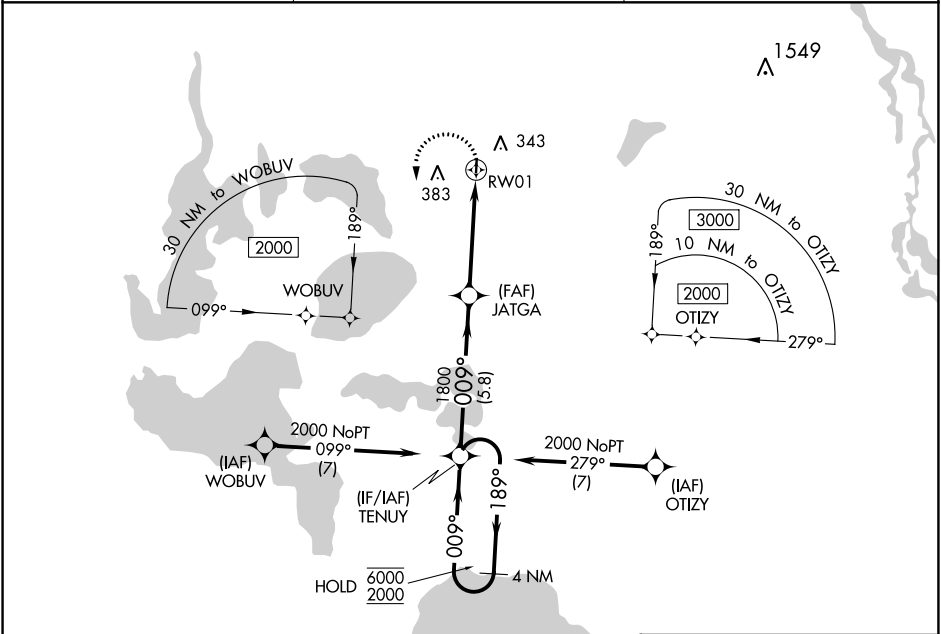 1549
343
383
RW01
30 NM to WOBUV
189°
2000
WOBUV
099°
30 NM to OTIZY
3000
10 NM to OTIZY
189°
2000
OTIZY
279°
(FAF)
JATGA
1800
009°
(5.8)
2000 NoPT
099°
(7)
(IAF)
WOBUV
2000 NoPT
279°
(7)
(IAF)
OTIZY
(IF/IAF)
TENUY
189°
009°
HOLD 6000
2000
4 NM